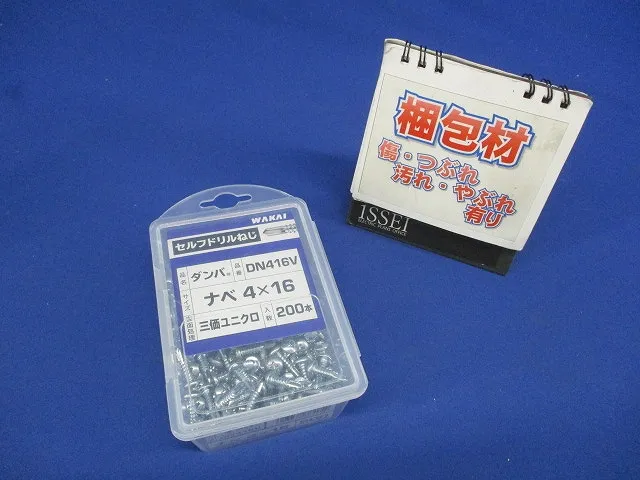 WAKAI
セルフドリルねじ
品名 ダンバ 品番 DN416V
サイズ ナベ 4×16
表面処理 三価ユニクロ 入数 200本
梱包材
傷・つぶれ
汚れ・やぶれ
有り
ISSEI